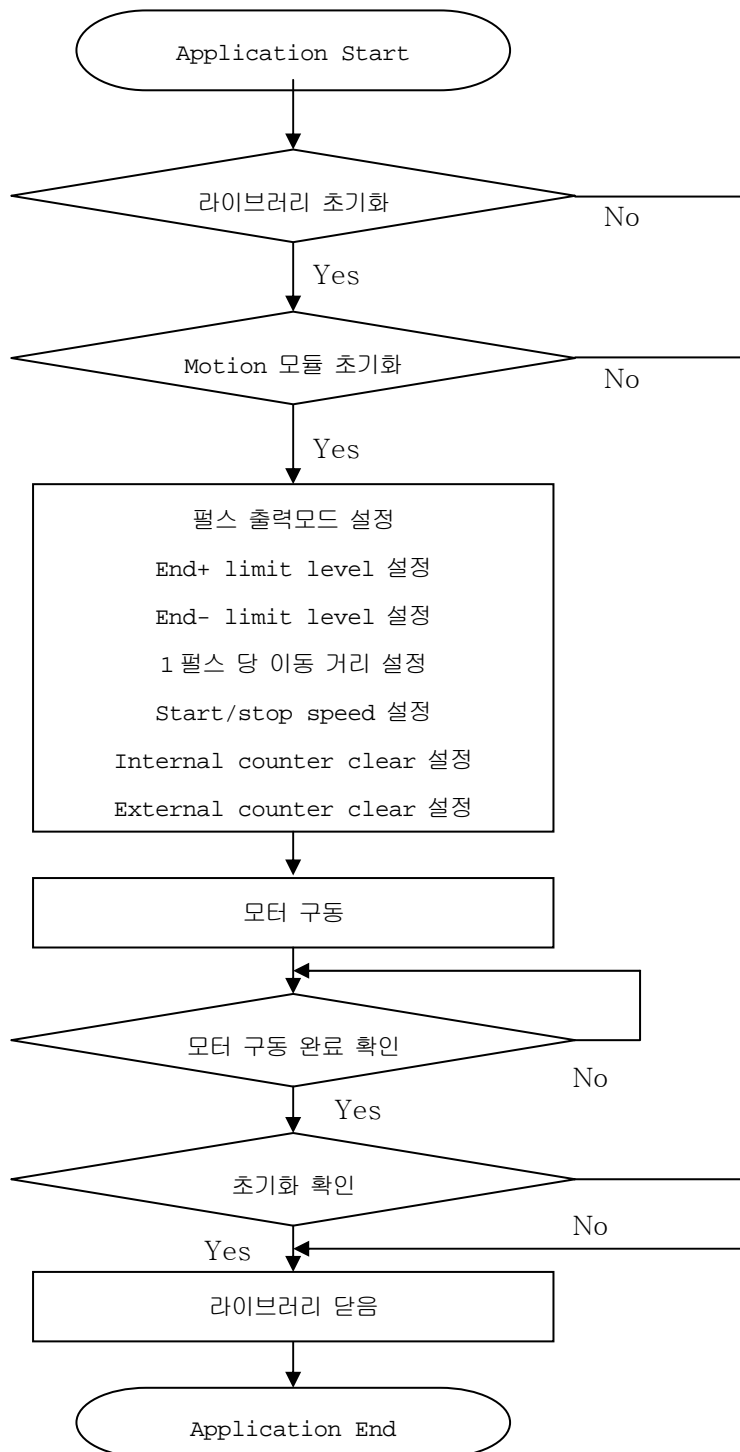 Application Start
라이브러리 초기화
No
Yes
Motion 모듈 초기화
No
Yes
펄스 출력모드 설정
End+ limit level 설정
End- limit level 설정
1 펄스 당 이동 거리 설정
Start/stop speed 설정
Internal counter clear 설정
External counter clear 설정
모터 구동
모터 구동 완료 확인
No
Yes
초기화 확인
No
Yes
라이브러리 닫음
Application End